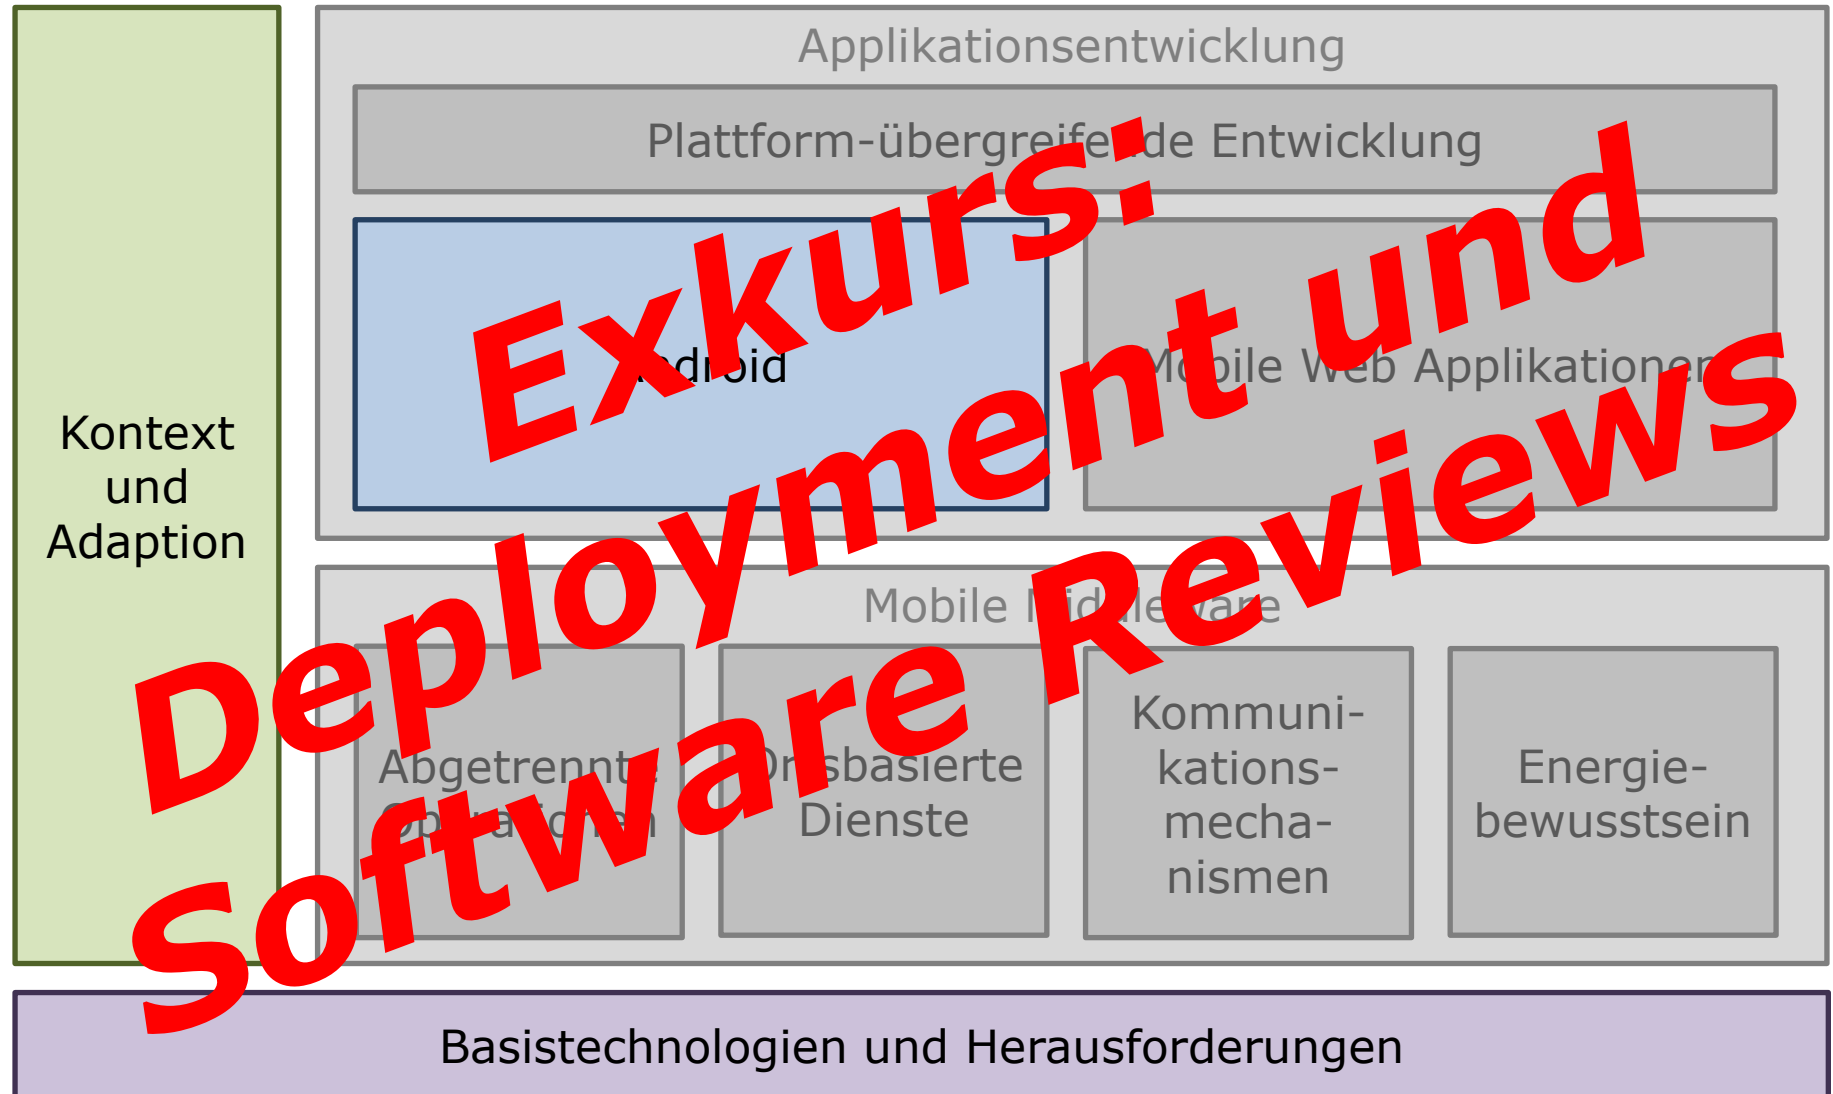 Applikationsentwicklung
Plattform-übergreifende Entwicklung
Android
Mobile Web Applikationen
Kontext
und
Adaption
Mobile Middleware
Abgetrennte
Operationen
Ortsbasierte
Dienste
Kommuni-
kations-
mecha-
nismen
Energie-
bewusstsein
Basistechnologien und Herausforderungen
Exkurs:
Deployment und
Software Reviews